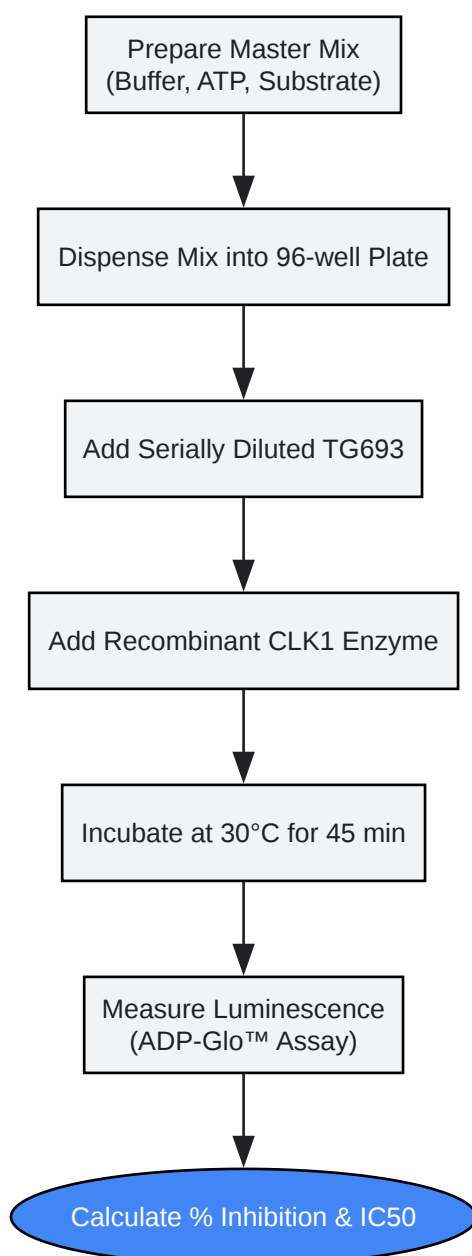 Prepare Master Mix
(Buffer, ATP, Substrate)
Dispense Mix into 96-well Plate
Add Serially Diluted TG693
Add Recombinant CLK1 Enzyme
Incubate at 30°C for 45 min
Measure Luminescence
(ADP-Glo™ Assay)
Calculate % Inhibition & IC50